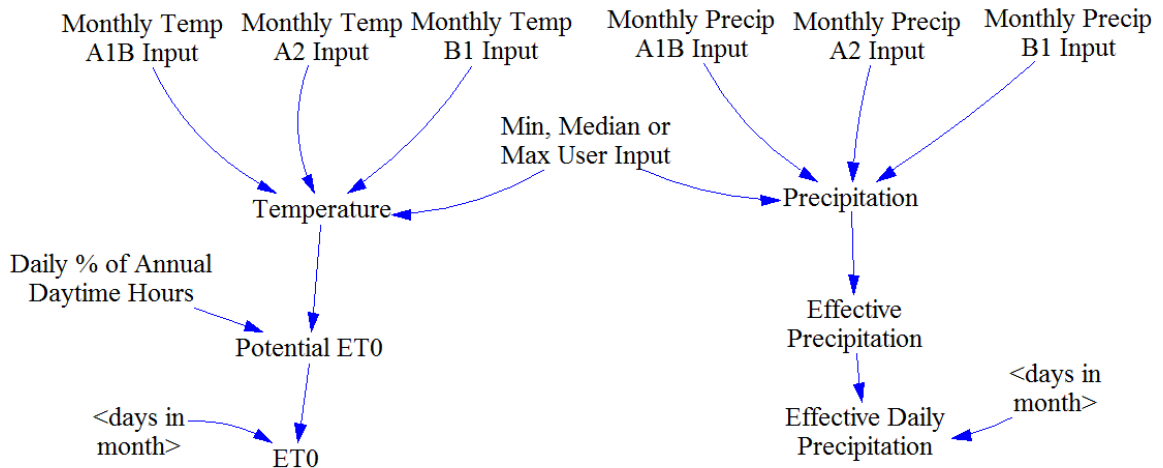 Monthly Temp
A1B Input
Monthly Temp
A2 Input
Monthly Temp
B1 Input
Monthly Precip
A1B Input
Monthly Precip
A2 Input
Monthly Precip
B1 Input
Min, Median or
Max User Input
Temperature
Precipitation
Daily % of Annual
Daytime Hours
Effective
Precipitation
Potential ET0
<days in
month>
Effective Daily
Precipitation
<days in
month>
ET0